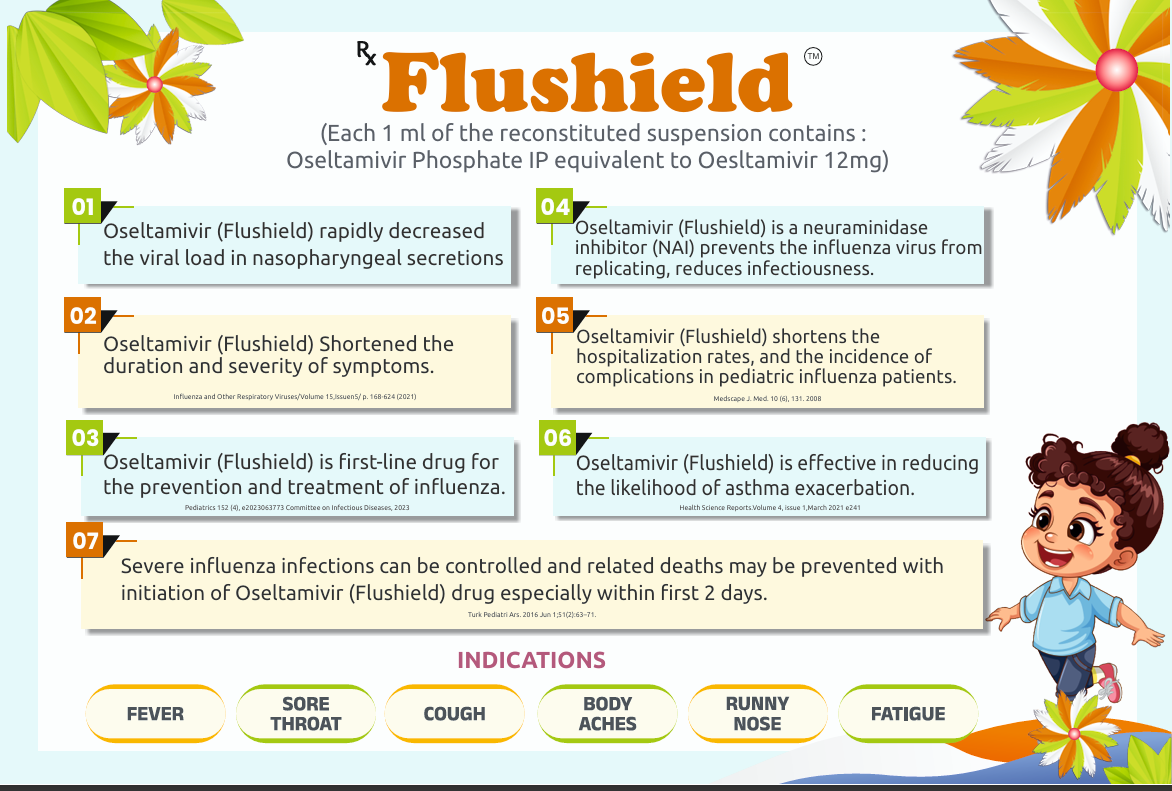 Rx Flushield TM
(Each 1 ml of the reconstituted suspension contains :
Oseltamivir Phosphate IP equivalent to Oesltamivir 12mg)
01
Oseltamivir (Flushield) rapidly decreased
the viral load in nasopharyngeal secretions
02
Oseltamivir (Flushield) Shortened the
duration and severity of symptoms.
Influenza and Other Respiratory Viruses/Volume 15,Issuen5/ p. 168-624 (2021)
03
Oseltamivir (Flushield) is first-line drug for
the prevention and treatment of influenza.
Pediatrics 152 (4), e2023063773 Committee on Infectious Diseases, 2023
04
Oseltamivir (Flushield) is a neuraminidase
inhibitor (NAI) prevents the influenza virus from
replicating, reduces infectiousness.
05
Oseltamivir (Flushield) shortens the
hospitalization rates, and the incidence of
complications in pediatric influenza patients.
Medscape J. Med. 10 (6), 131. 2008
06
Oseltamivir (Flushield) is effective in reducing
the likelihood of asthma exacerbation.
Health Science Reports.Volume 4, issue 1,March 2021 e241
07
Severe influenza infections can be controlled and related deaths may be prevented with
initiation of Oseltamivir (Flushield) drug especially within first 2 days.
Turk Pediatri Ars. 2016 Jun 1;51(2):63–71.
INDICATIONS
FEVER
SORE
THROAT
COUGH
BODY
ACHES
RUNNY
NOSE
FATIGUE